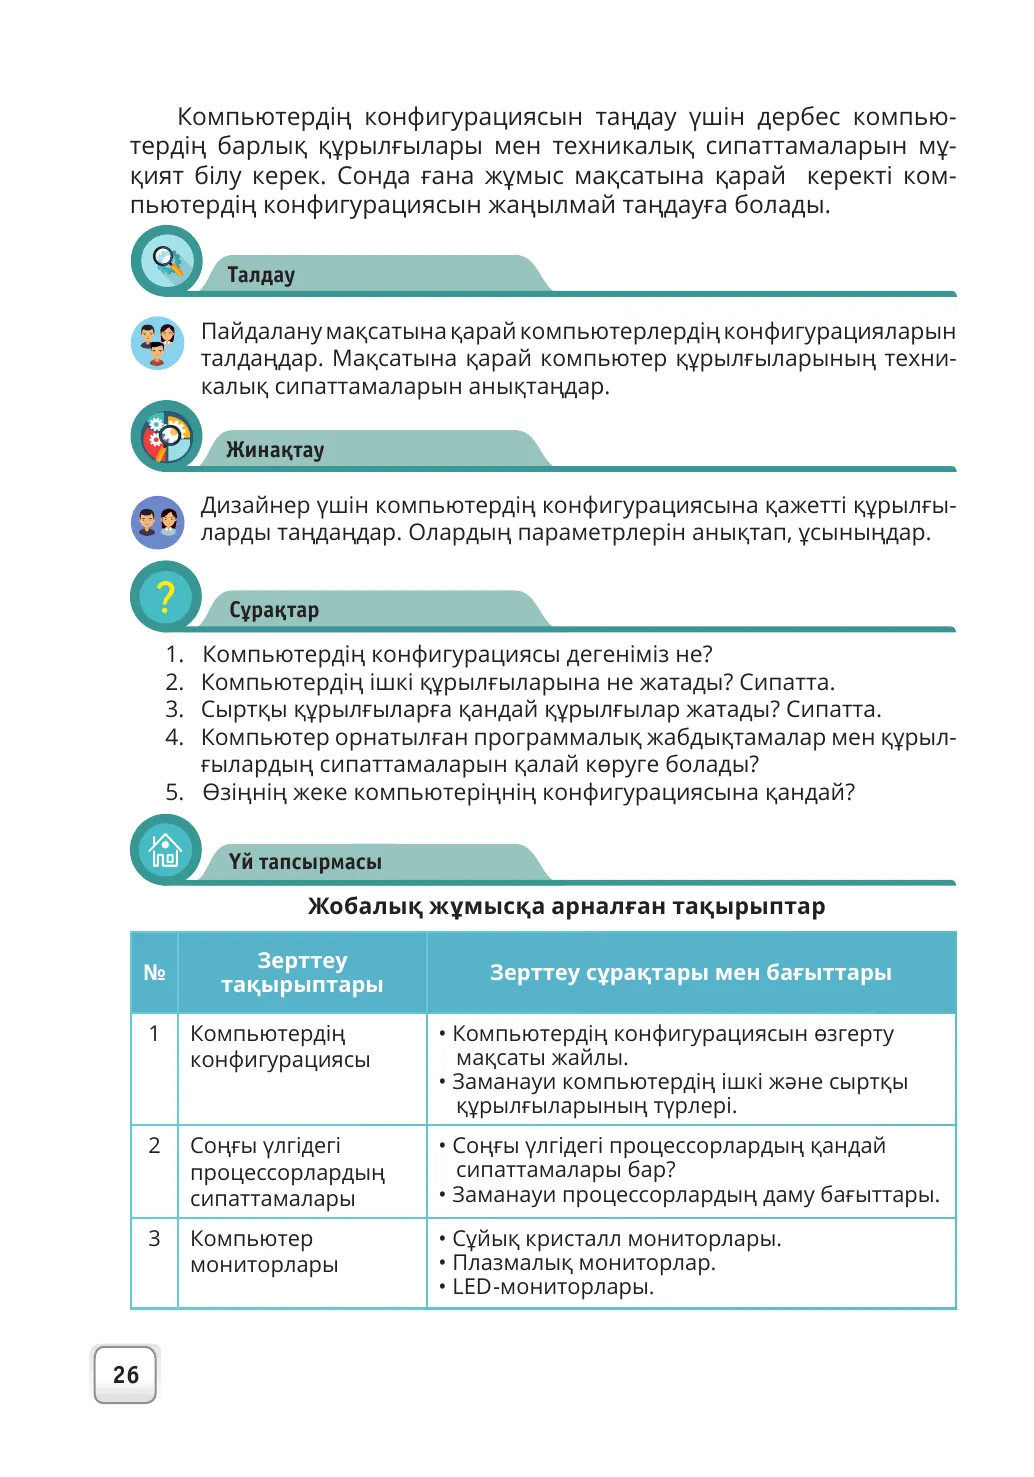 Компьютердің конфигурациясын таңдау үшін дербес компью-
тердің барлық құрылғылары мен техникалық сипаттамаларын мұ-
қият білу керек. Сонда ғана жұмыс мақсатына қарай керекті ком-
пьютердің конфигурациясын жаңылмай таңдауға болады.
Талдау
Пайдалану мақсатына қарай компьютерлердің конфигурацияларын
талдаңдар. Мақсатына қарай компьютер құрылғыларының техни-
калық сипаттамаларын анықтаңдар.
Жинақтау
Дизайнер үшін компьютердің конфигурациясына қажетті құрылғы-
ларды таңдаңдар. Олардың параметрлерін анықтап, ұсыныңдар.
?
Сұрақтар
1. Компьютердің конфигурациясы дегеніміз не?
2. Компьютердің ішкі құрылғыларына не жатады? Сипатта.
3. Сыртқы құрылғыларға қандай құрылғылар жатады? Сипатта.
4. Компьютер орнатылған программалық жабдықтамалар мен құрыл-
ғылардың сипаттамаларын қалай көруге болады?
5. Өзіңнің жеке компьютеріңнің конфигурациясына қандай?
Үй тапсырмасы
Жобалық жұмысқа арналған тақырыптар
№
Зерттеу
тақырыптары
Зерттеу сұрақтары мен бағыттары
1
Компьютердің
конфигурациясы
• Компьютердің конфигурациясын өзгерту
мақсаты жайлы.
• Заманауи компьютердің ішкі және сыртқы
құрылғыларының түрлері.
2
Соңғы үлгідегі
процессорлардың
сипаттамалары
• Соңғы үлгідегі процессорлардың қандай
сипаттамалары бар?
• Заманауи процессорлардың даму бағыттары.
3
Компьютер
мониторлары
• Сұйық кристалл мониторлары.
• Плазмалық мониторлар.
• LED-мониторлары.
26